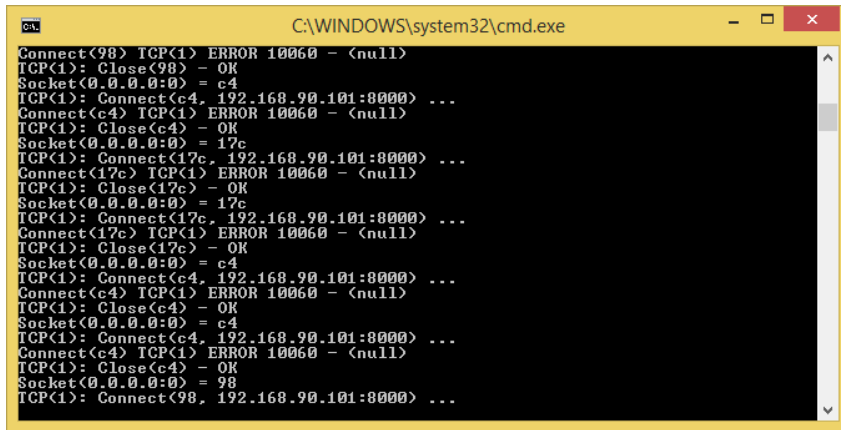 C:\WINDOWS\system32\cmd.exe
Connect(98) TCP(1) ERROR 10060 - (null)
TCP(1): Close(98) - OK
Socket(0.0.0.0:0) = c4
TCP(1): Connect(c4, 192.168.90.101:8000) ...
Connect(c4) TCP(1) ERROR 10060 - (null)
TCP(1): Close(c4) - OK
Socket(0.0.0.0:0) = 17c
TCP(1): Connect(17c, 192.168.90.101:8000) ...
Connect(17c) TCP(1) ERROR 10060 - (null)
TCP(1): Close(17c) - OK
Socket(0.0.0.0:0) = 17c
TCP(1): Connect(17c, 192.168.90.101:8000) ...
Connect(17c) TCP(1) ERROR 10060 - (null)
TCP(1): Close(17c) - OK
Socket(0.0.0.0:0) = c4
TCP(1): Connect(c4, 192.168.90.101:8000) ...
Connect(c4) TCP(1) ERROR 10060 - (null)
TCP(1): Close(c4) - OK
Socket(0.0.0.0:0) = c4
TCP(1): Connect(c4, 192.168.90.101:8000) ...
Connect(c4) TCP(1) ERROR 10060 - (null)
TCP(1): Close(c4) - OK
Socket(0.0.0.0:0) = 98
TCP(1): Connect(98, 192.168.90.101:8000) ...